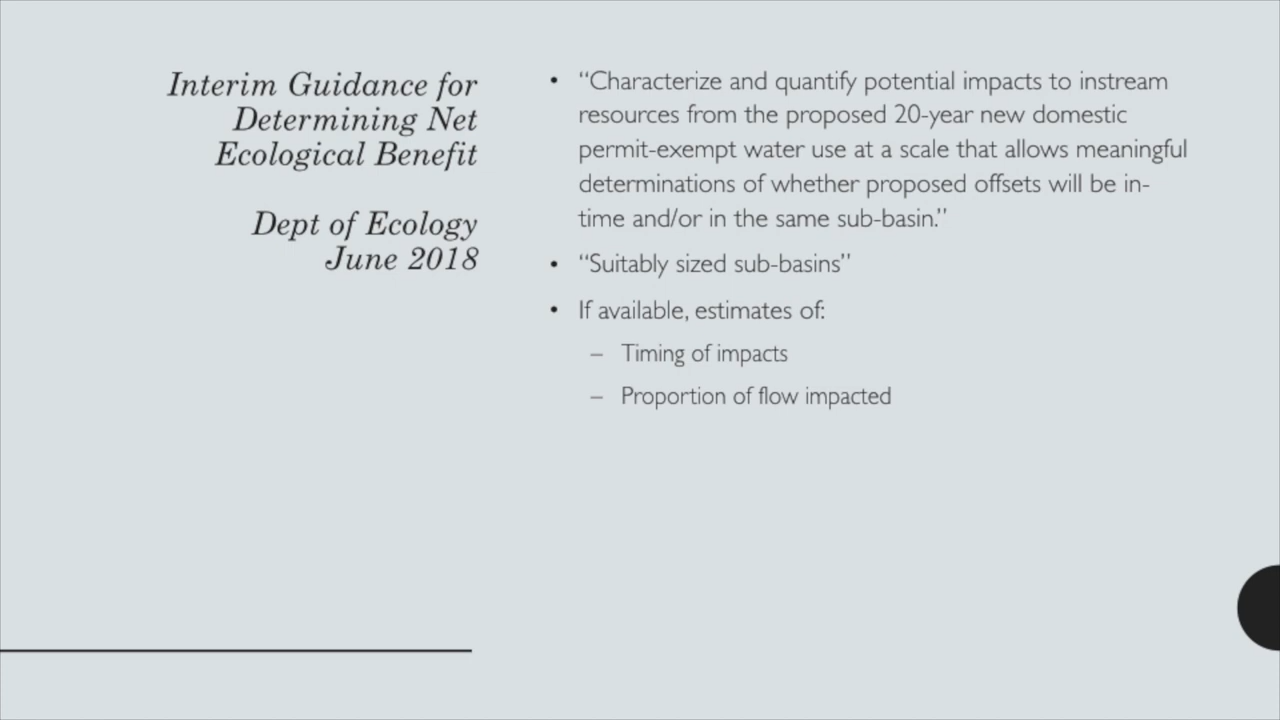 Interim Guidance for
Determining Net
Ecological Benefit
Dept of Ecology
June 2018
• “Characterize and quantify potential impacts to instream
resources from the proposed 20-year new domestic
permit-exempt water use at a scale that allows meaningful
determinations of whether proposed offsets will be in-
time and/or in the same sub-basin.”
• “Suitably sized sub-basins”
• If available, estimates of:
– Timing of impacts
– Proportion of flow impacted